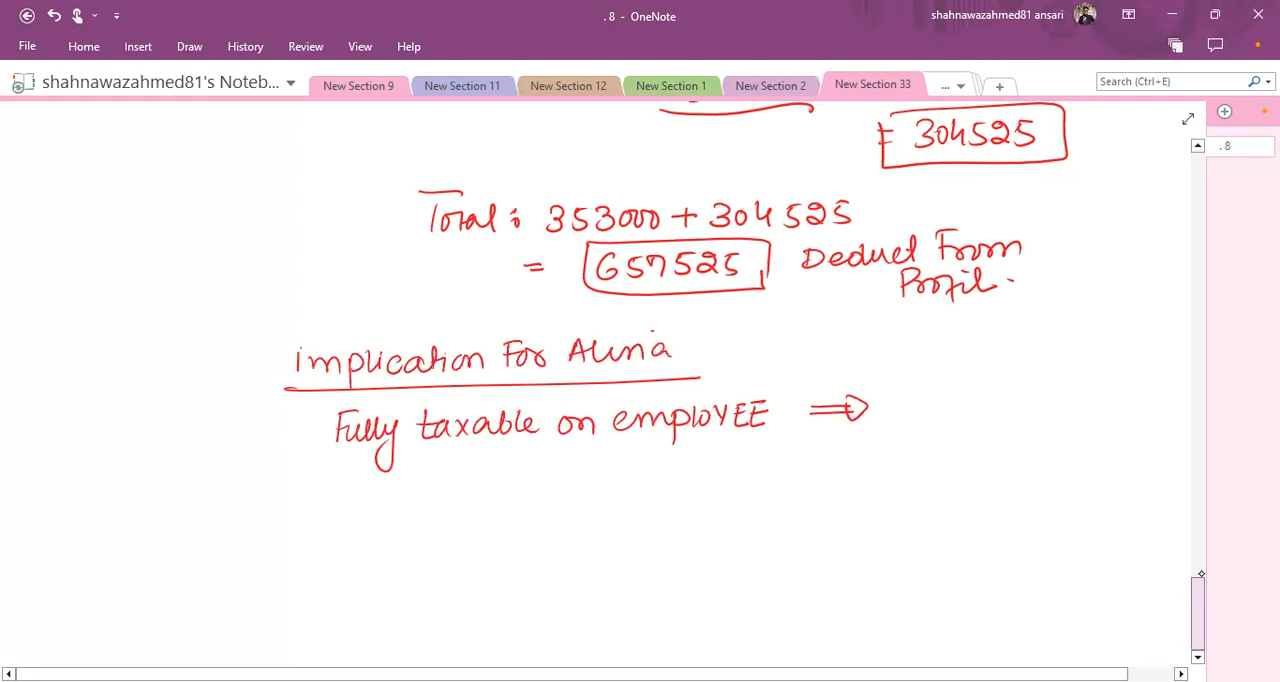 . 8 - OneNote
shahnawazahmed81 ansari
File Home Insert Draw History Review View Help
shahnawazahmed81's Noteb...
New Section 9 New Section 11 New Section 12 New Section 1 New Section 2 New Section 33 ...
Search (Ctrl+E)
. 8
= 304525
Total: 353000 + 304525
= 657525 Deduct From
Profit.
implication For Alina
Fully taxable on employEE ⇒